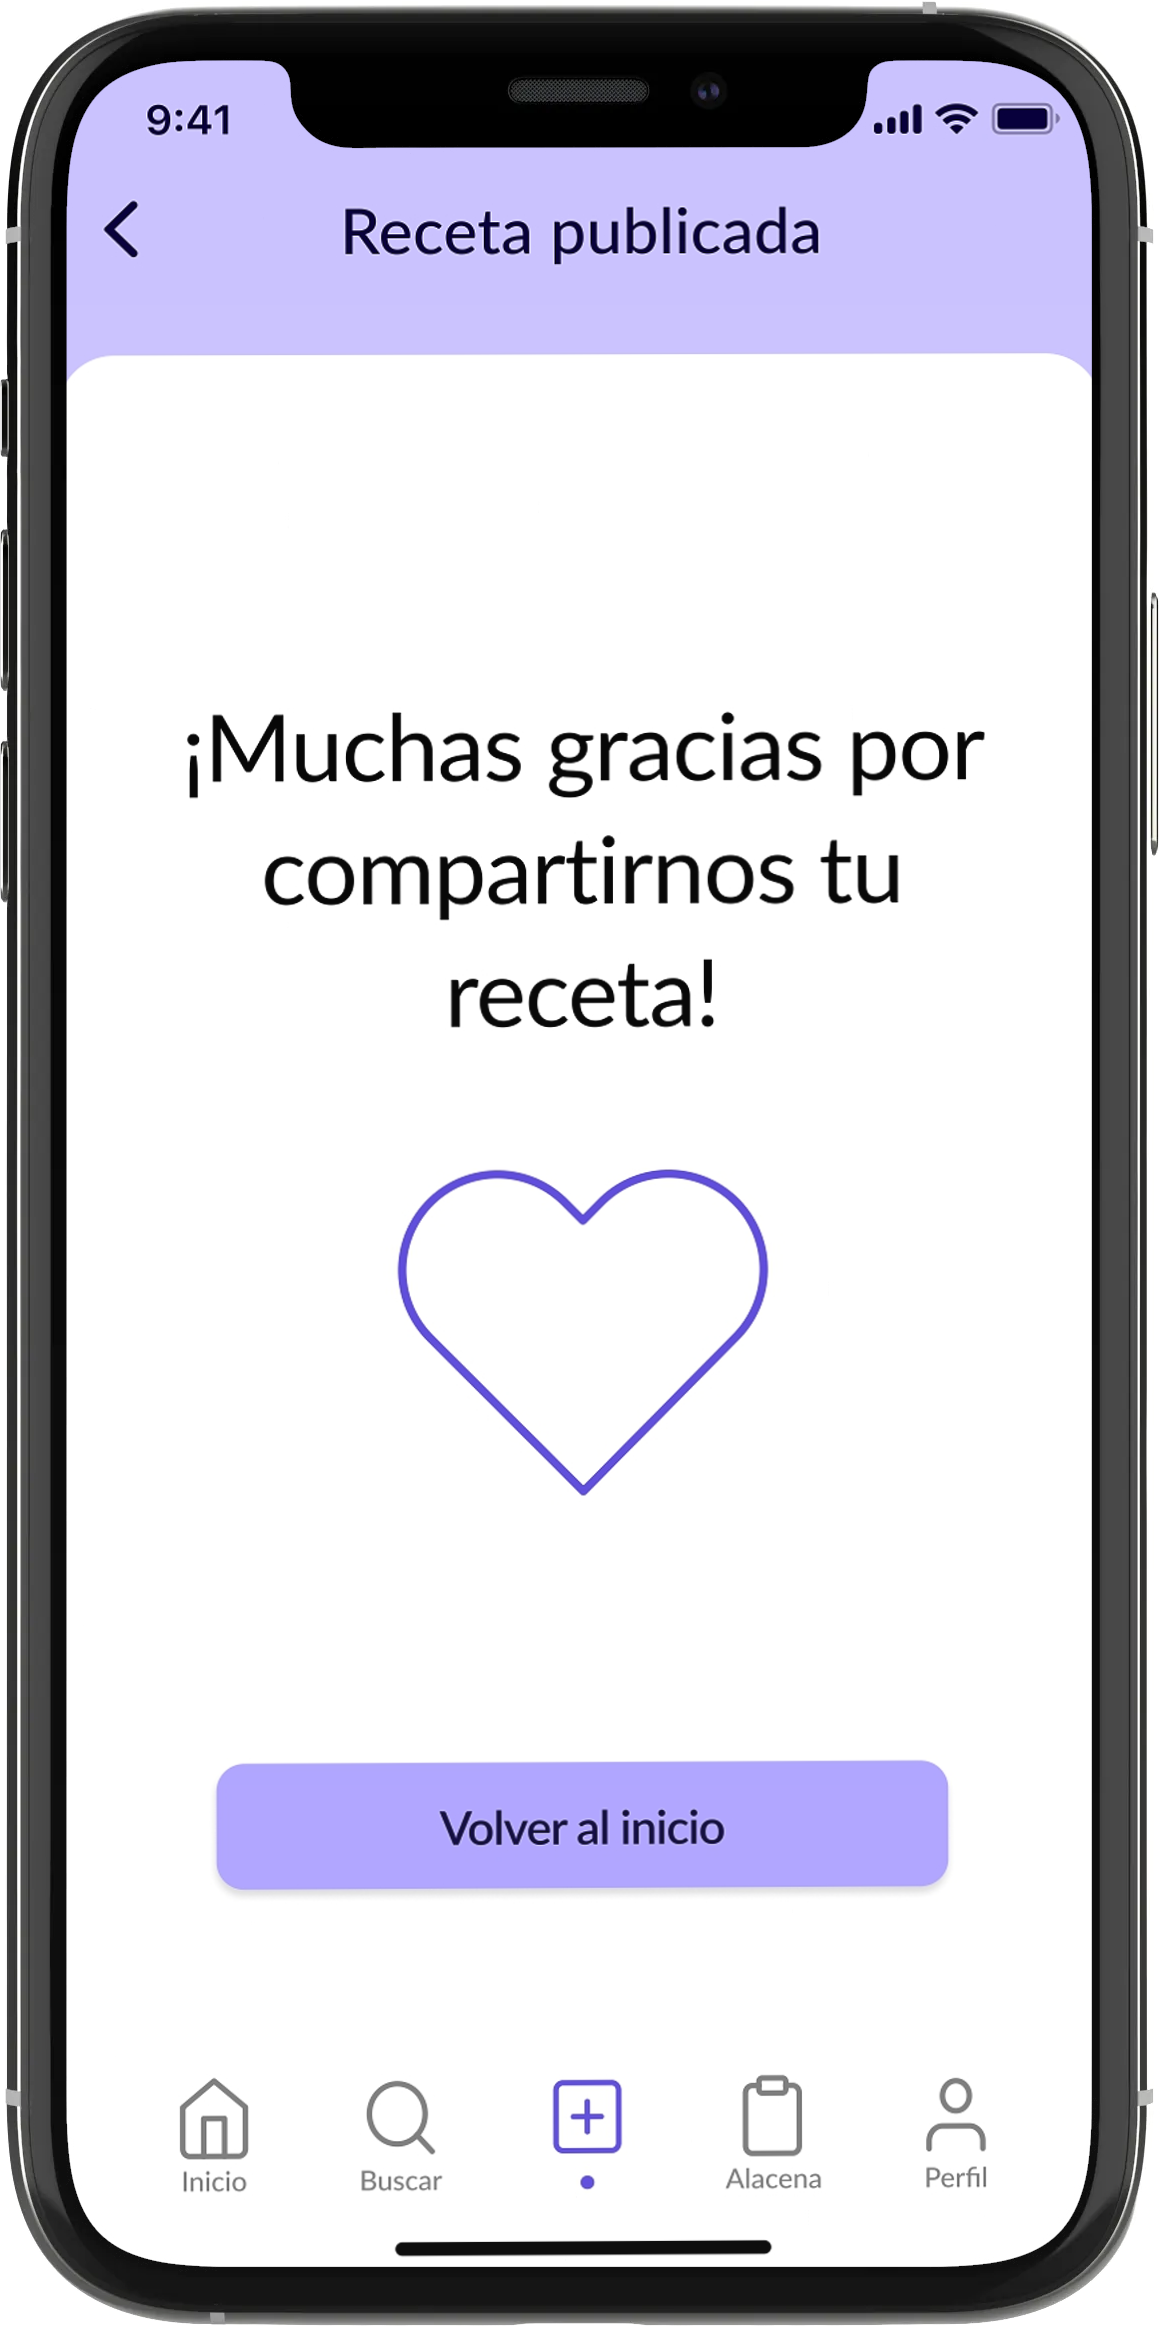 9:41
Receta publicada
¡Muchas gracias por
compartirnos tu
receta!
Volver al inicio
Inicio
Buscar
Alacena
Perfil